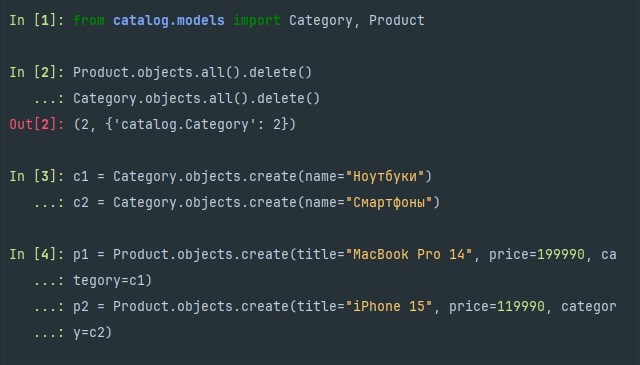 In [1]: from catalog.models import Category, Product
In [2]: Product.objects.all().delete()
...: Category.objects.all().delete()
Out[2]: (2, {'catalog.Category': 2})
In [3]: c1 = Category.objects.create(name="Ноутбуки")
...: c2 = Category.objects.create(name="Смартфоны")
In [4]: p1 = Product.objects.create(title="MacBook Pro 14", price=199990, ca
...: tegory=c1)
...: p2 = Product.objects.create(title="iPhone 15", price=119990, categor
...: y=c2)